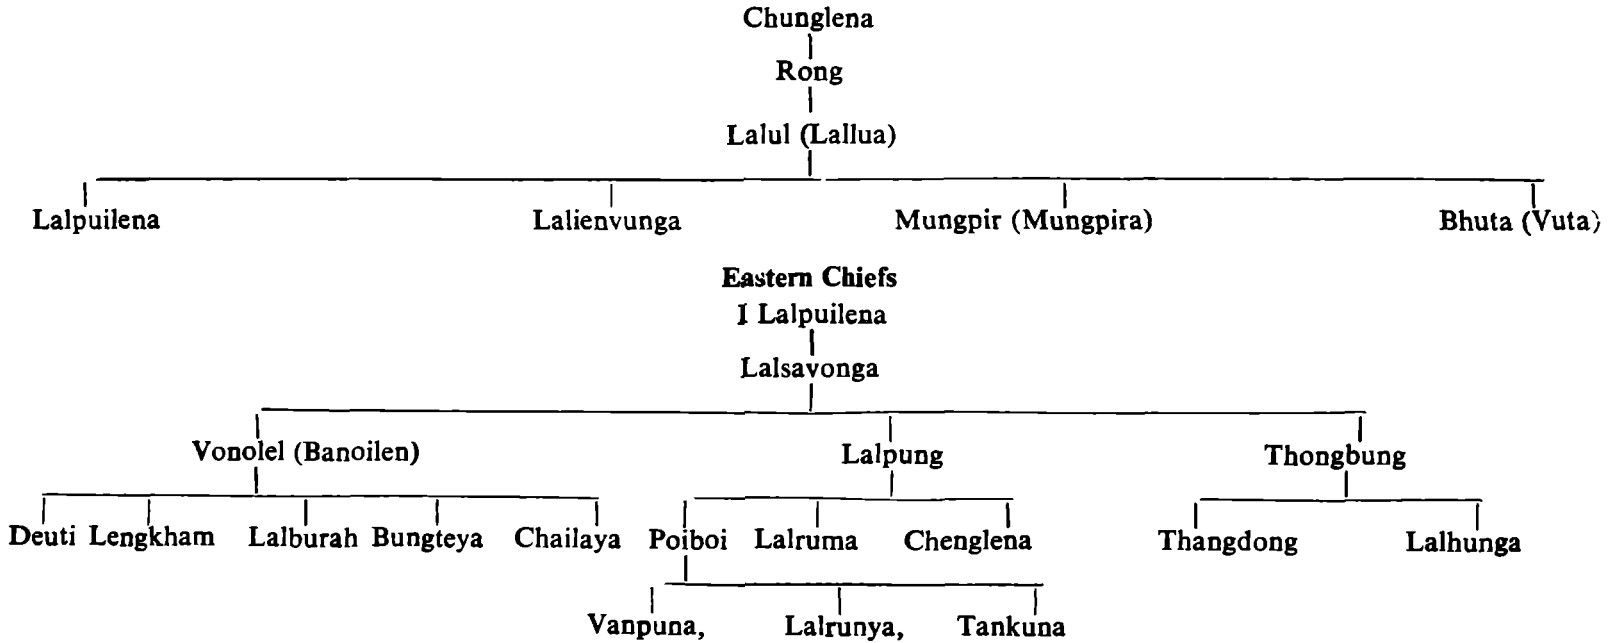 Chunglena
Rong
Lalul (Lallua)
Lalpuilena Lalienvunga Mungpir (Mungpira) Bhuta (Vuta)
Eastern Chiefs
I Lalpuilena
Lalsavonga
Vonolel (Banoilen) Lalpung Thongbung
Deuti Lengkham Lalburah Bungteya Chailaya Poiboi Lalruma Chenglena Thangdong Lalhunga
Vanpuna, Lalrunya, Tankuna